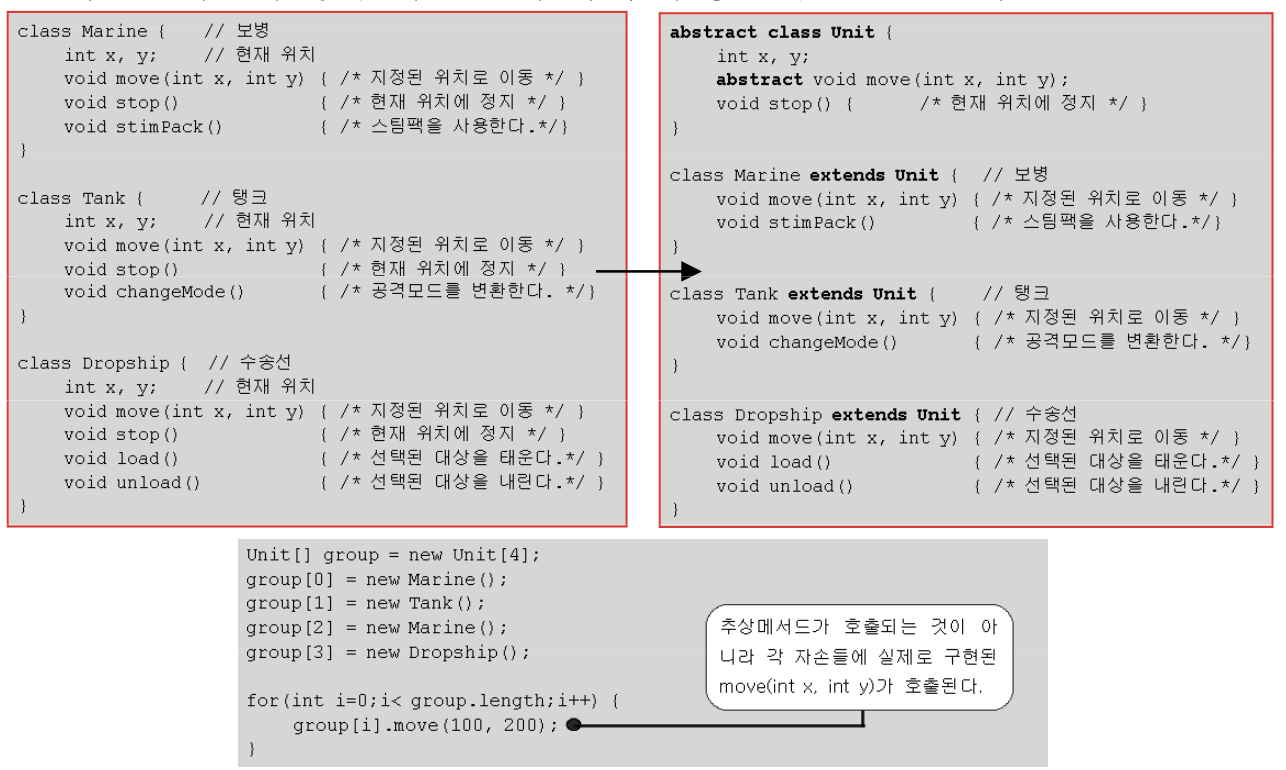 class Marine {    // 보병
    int x, y;    // 현재 위치
    void move(int x, int y) { /* 지정된 위치로 이동 */ }
    void stop()             { /* 현재 위치에 정지 */ }
    void stimPack()         { /* 스팀팩을 사용한다.*/}
}
class Tank {     // 탱크
    int x, y;    // 현재 위치
    void move(int x, int y) { /* 지정된 위치로 이동 */ }
    void stop()             { /* 현재 위치에 정지 */ }
    void changeMode()       { /* 공격모드를 변환한다. */}
}
class Dropship {  // 수송선
    int x, y;    // 현재 위치
    void move(int x, int y) { /* 지정된 위치로 이동 */ }
    void stop()             { /* 현재 위치에 정지 */ }
    void load()             { /* 선택된 대상을 태운다.*/ }
    void unload()           { /* 선택된 대상을 내린다.*/ }
}
abstract class Unit {
    int x, y;
    abstract void move(int x, int y);
    void stop() {      /* 현재 위치에 정지 */ }
}
class Marine extends Unit {  // 보병
    void move(int x, int y) { /* 지정된 위치로 이동 */ }
    void stimPack()         { /* 스팀팩을 사용한다.*/}
}
class Tank extends Unit {    // 탱크
    void move(int x, int y) { /* 지정된 위치로 이동 */ }
    void changeMode()       { /* 공격모드를 변환한다. */}
}
class Dropship extends Unit { // 수송선
    void move(int x, int y) { /* 지정된 위치로 이동 */ }
    void load()             { /* 선택된 대상을 태운다.*/ }
    void unload()           { /* 선택된 대상을 내린다.*/ }
}
Unit[] group = new Unit[4];
group[0] = new Marine();
group[1] = new Tank();
group[2] = new Marine();
group[3] = new Dropship();
for(int i=0;i< group.length;i++) {
    group[i].move(100, 200);
}
추상메서드가 호출되는 것이 아
니라 각 자손들에 실제로 구현된
move(int x, int y)가 호출된다.